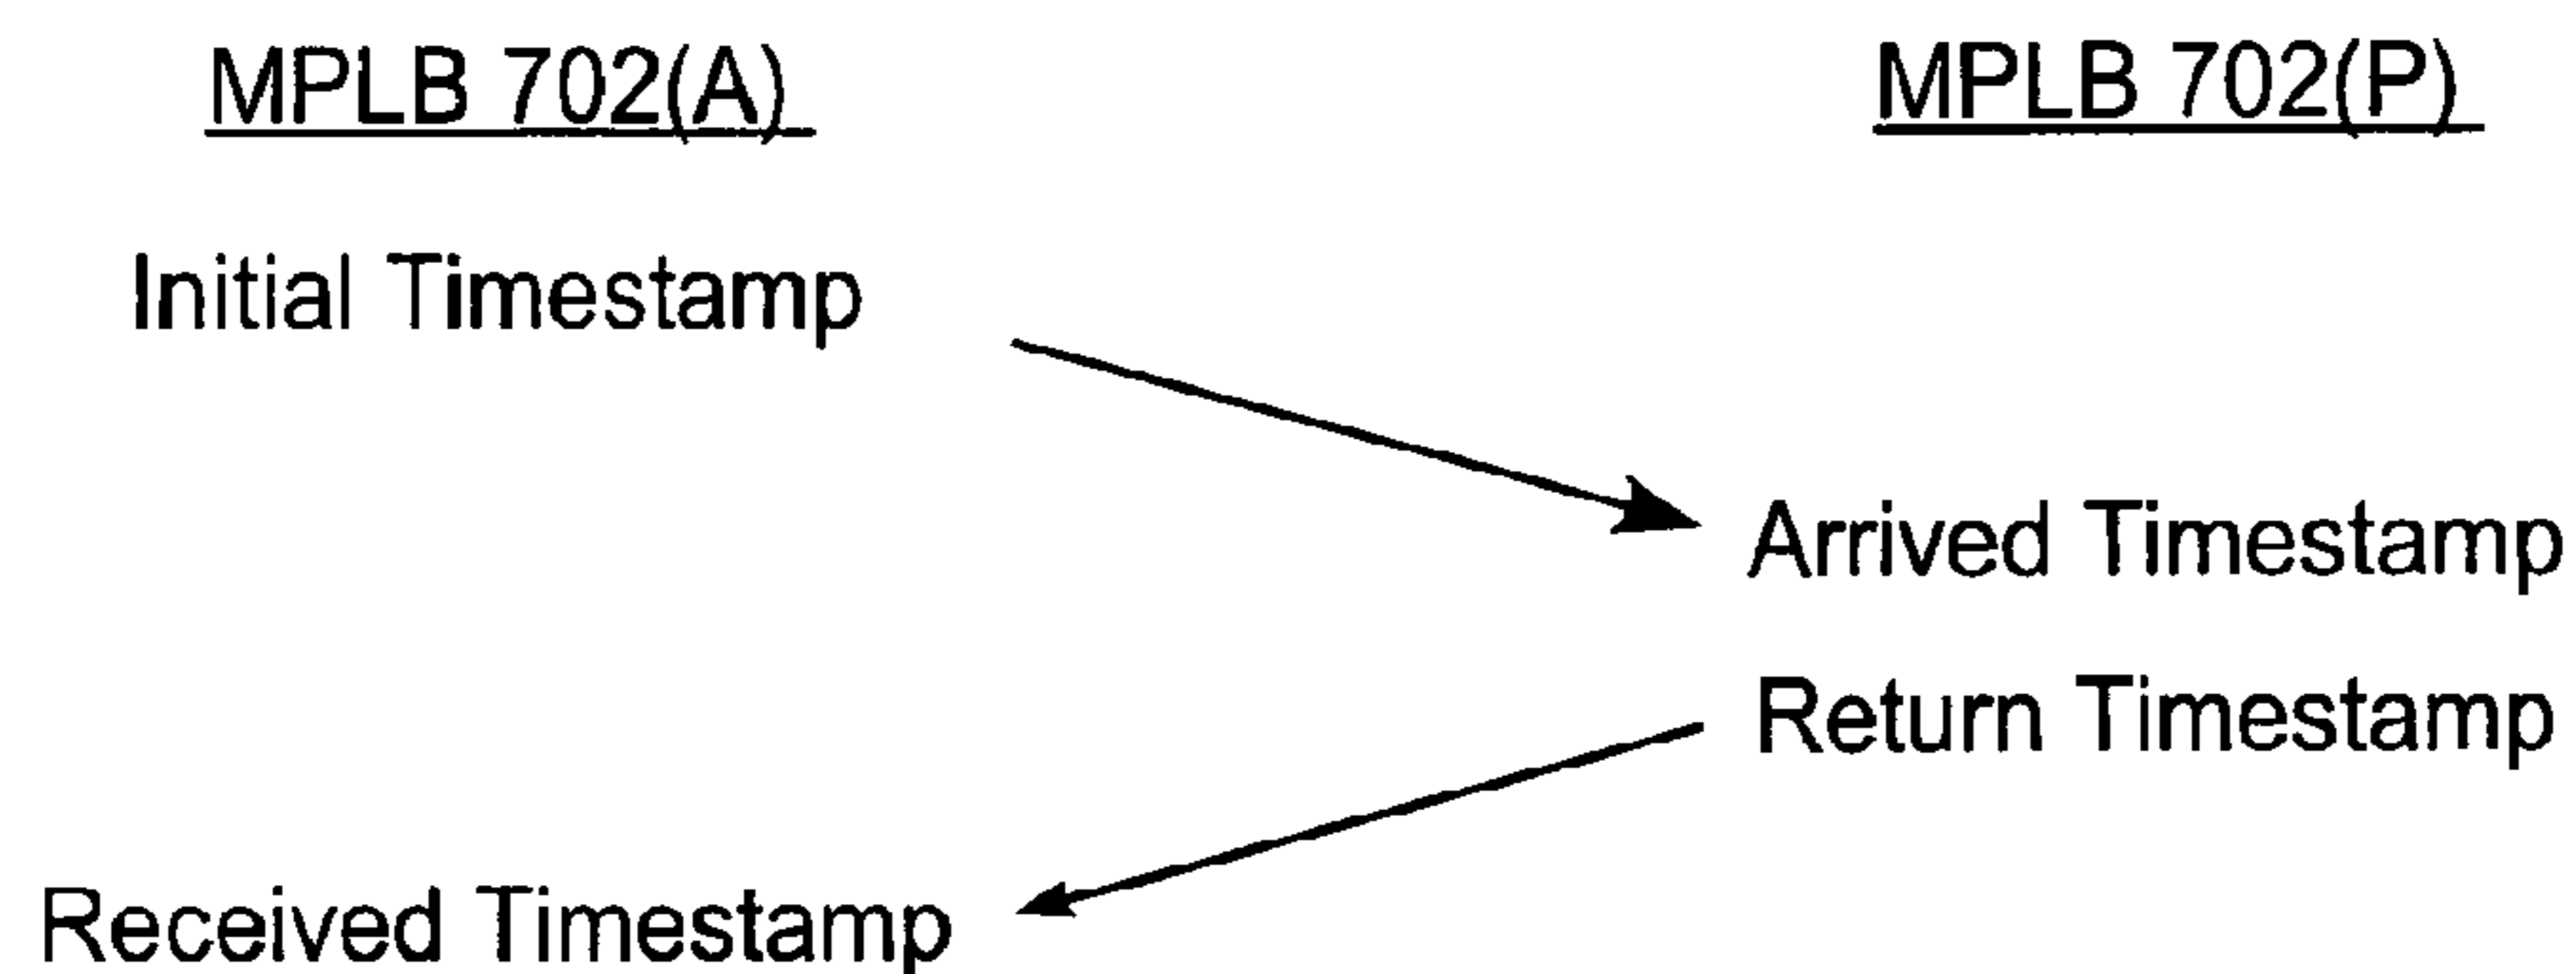 MPLB 702(A)
MPLB 702(P)
Initial Timestamp
Arrived Timestamp
Return Timestamp
Received Timestamp